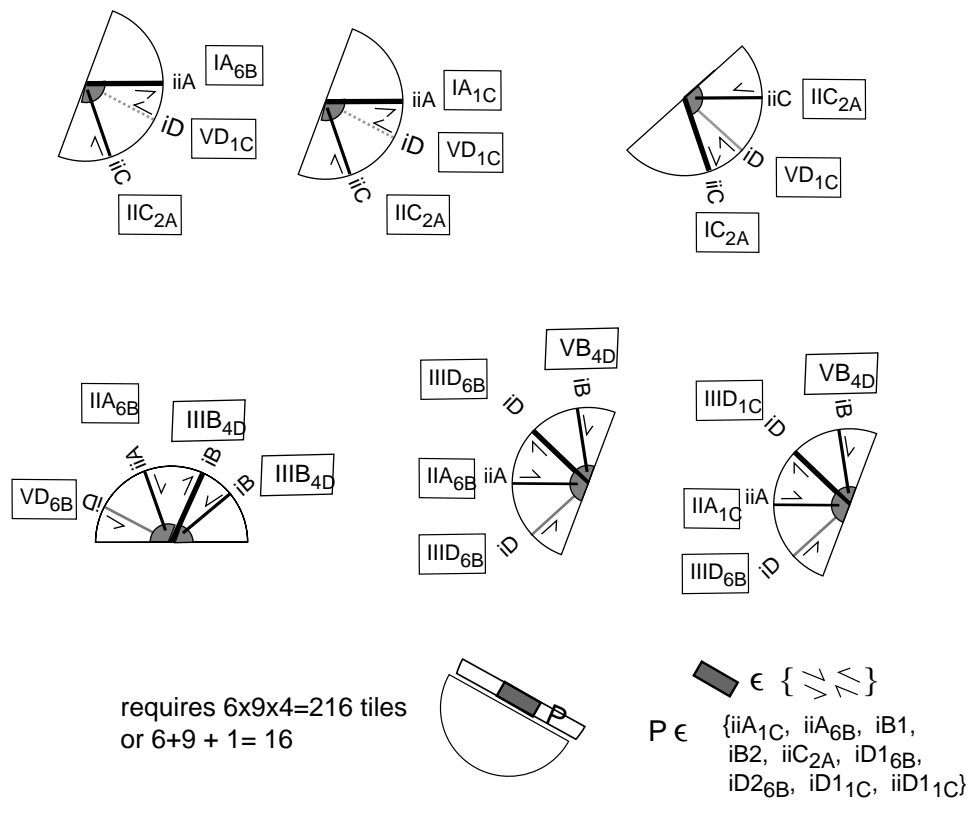 iiA
IA6B
iD
VD1C
iiC
IIC2A
iiA
IA1C
iD
VD1C
iiC
IIC2A
iiC
IIC2A
iD
VD1C
iiC
IC2A
IIA6B
IIIB4D
iiA
iB
VD6B
iD
iB
IIIB4D
VB4D
IIID6B
iD
iB
IIA6B
iiA
IIID6B
iD
VB4D
IIID1C
iD
iB
IIA1C
iiA
IIID6B
iD
requires 6x9x4=216 tiles
or 6+9 + 1= 16
P
ϵ { }
P ϵ {iiA1C, iiA6B, iB1,
iB2, iiC2A, iD16B,
iD26B, iD11C, iiD11C}